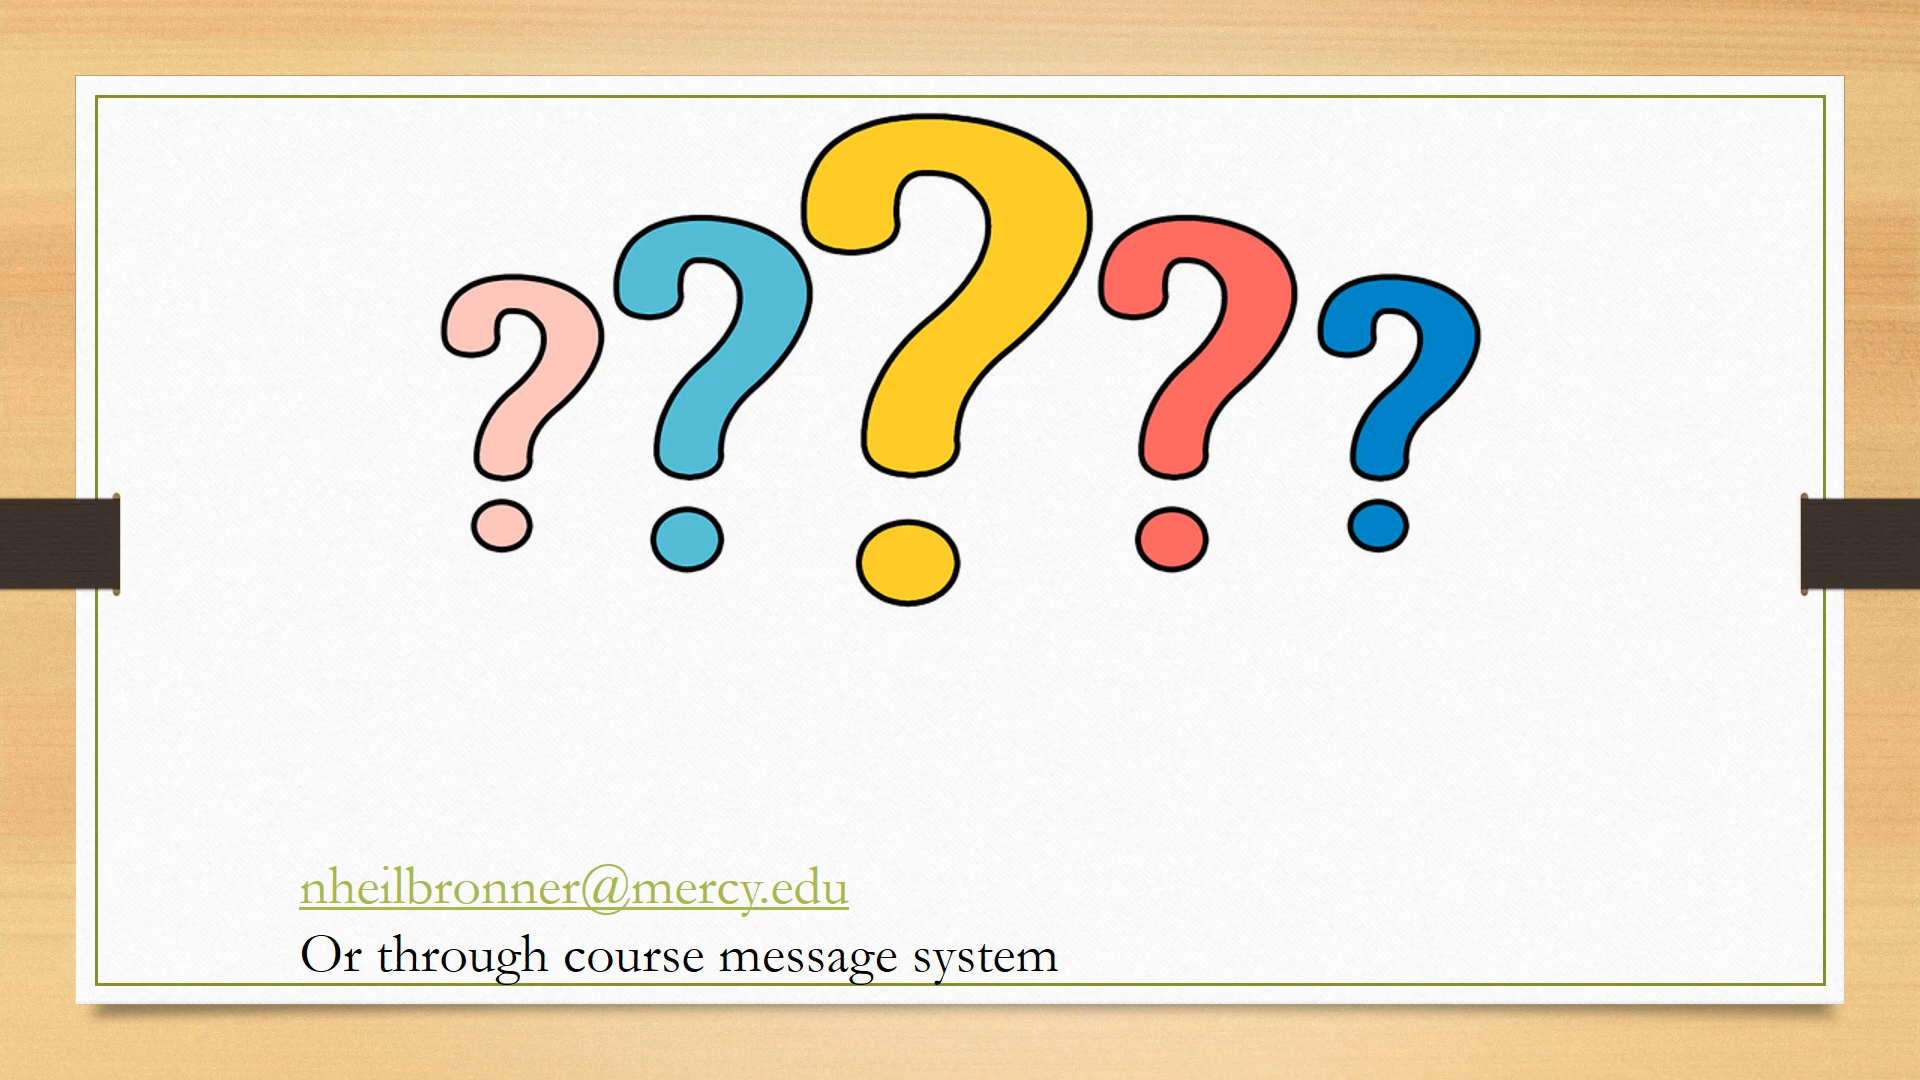 ? ? ? ? ?
nheilbronner@mercy.edu
Or through course message system